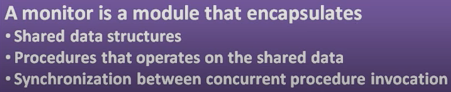 A monitor is a module that encapsulates
• Shared data structures
• Procedures that operates on the shared data
• Synchronization between concurrent procedure invocation